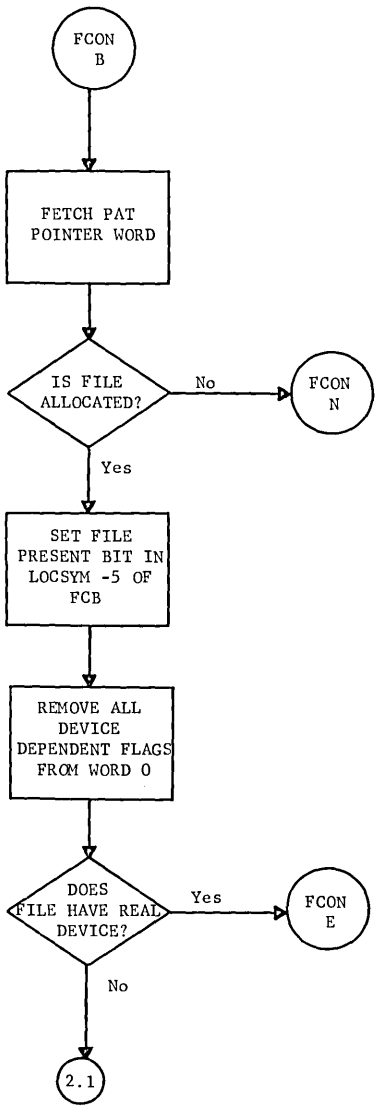 FCON
B
FETCH PAT
POINTER WORD
IS FILE
ALLOCATED?
No
FCON
N
Yes
SET FILE
PRESENT BIT IN
LOCSYM -5 OF
FCB
REMOVE ALL
DEVICE
DEPENDENT FLAGS
FROM WORD 0
DOES
FILE HAVE REAL
DEVICE?
Yes
FCON
E
No
2.1